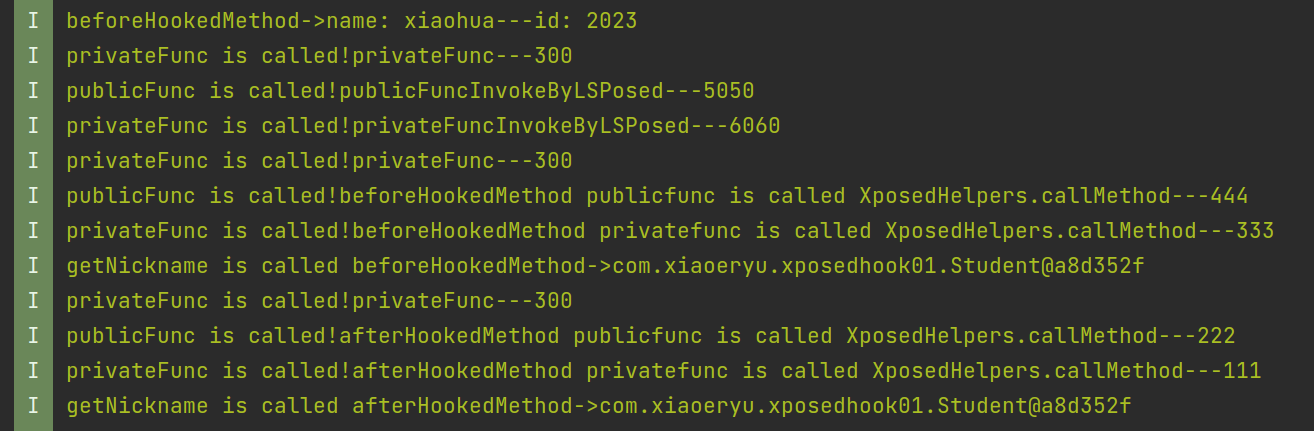 I beforeHookedMethod->name: xiaohua---id: 2023
I privateFunc is called!privateFunc---300
I publicFunc is called!publicFuncInvokeByLSPosed---5050
I privateFunc is called!privateFuncInvokeByLSPosed---6060
I privateFunc is called!privateFunc---300
I publicFunc is called!beforeHookedMethod publicfunc is called XposedHelpers.callMethod---444
I privateFunc is called!beforeHookedMethod privatefunc is called XposedHelpers.callMethod---333
I getNickname is called beforeHookedMethod->com.xiaoeryu.xposedhook01.Student@a8d352f
I privateFunc is called!privateFunc---300
I publicFunc is called!afterHookedMethod publicfunc is called XposedHelpers.callMethod---222
I privateFunc is called!afterHookedMethod privatefunc is called XposedHelpers.callMethod---111
I getNickname is called afterHookedMethod->com.xiaoeryu.xposedhook01.Student@a8d352f